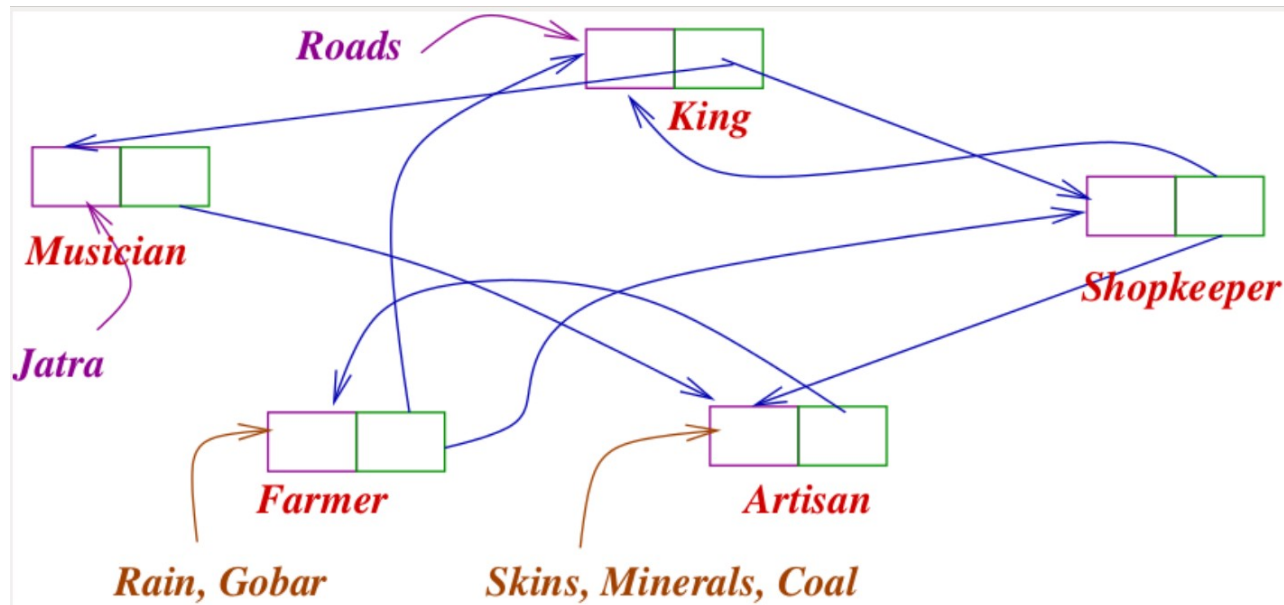 Roads
King
Musician
Shopkeeper
Jatra
Farmer
Artisan
Rain, Gobar
Skins, Minerals, Coal